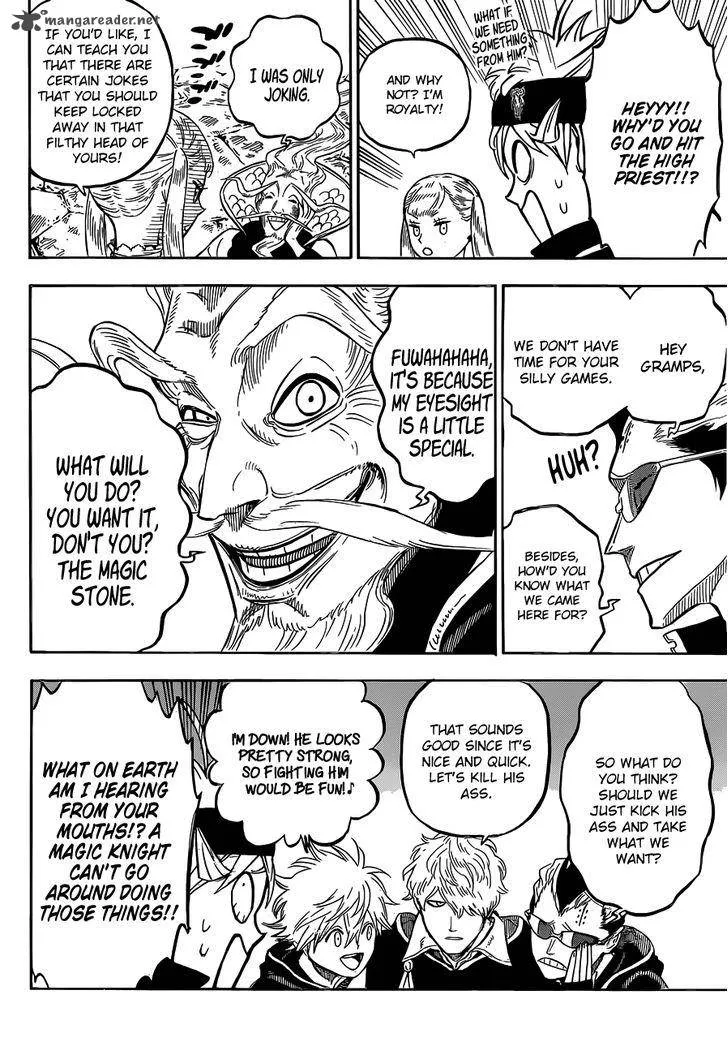 mangareader.net
HEYYY!!
WHY'D YOU
GO AND HIT
THE HIGH
PRIEST!!?
WHAT IF
WE NEED
SOMETHING
FROM HIM?
AND WHY
NOT? I'M
ROYALTY!
I WAS ONLY
JOKING.
IF YOU'D LIKE, I
CAN TEACH YOU
THAT THERE ARE
CERTAIN JOKES
THAT YOU SHOULD
KEEP LOCKED
AWAY IN THAT
FILTHY HEAD OF
YOURS!
HEY
GRAMPS,
WE DON'T HAVE
TIME FOR YOUR
SILLY GAMES.
HUH?
BESIDES,
HOW'D YOU
KNOW WHAT
WE CAME
HERE FOR?
FUWAHAHAHA,
IT'S BECAUSE
MY EYESIGHT
IS A LITTLE
SPECIAL.
WHAT WILL
YOU DO?
YOU WANT IT,
DON'T YOU?
THE MAGIC
STONE.
SO WHAT DO
YOU THINK?
SHOULD WE
JUST KICK HIS
ASS AND TAKE
WHAT WE
WANT?
THAT SOUNDS
GOOD SINCE IT'S
NICE AND QUICK.
LET'S KILL HIS
ASS.
I'M DOWN! HE LOOKS
PRETTY STRONG,
SO FIGHTING HIM
WOULD BE FUN!♪
WHAT ON EARTH
AM I HEARING
FROM YOUR
MOUTHS!? A
MAGIC KNIGHT
CAN'T GO
AROUND DOING
THOSE THINGS!!